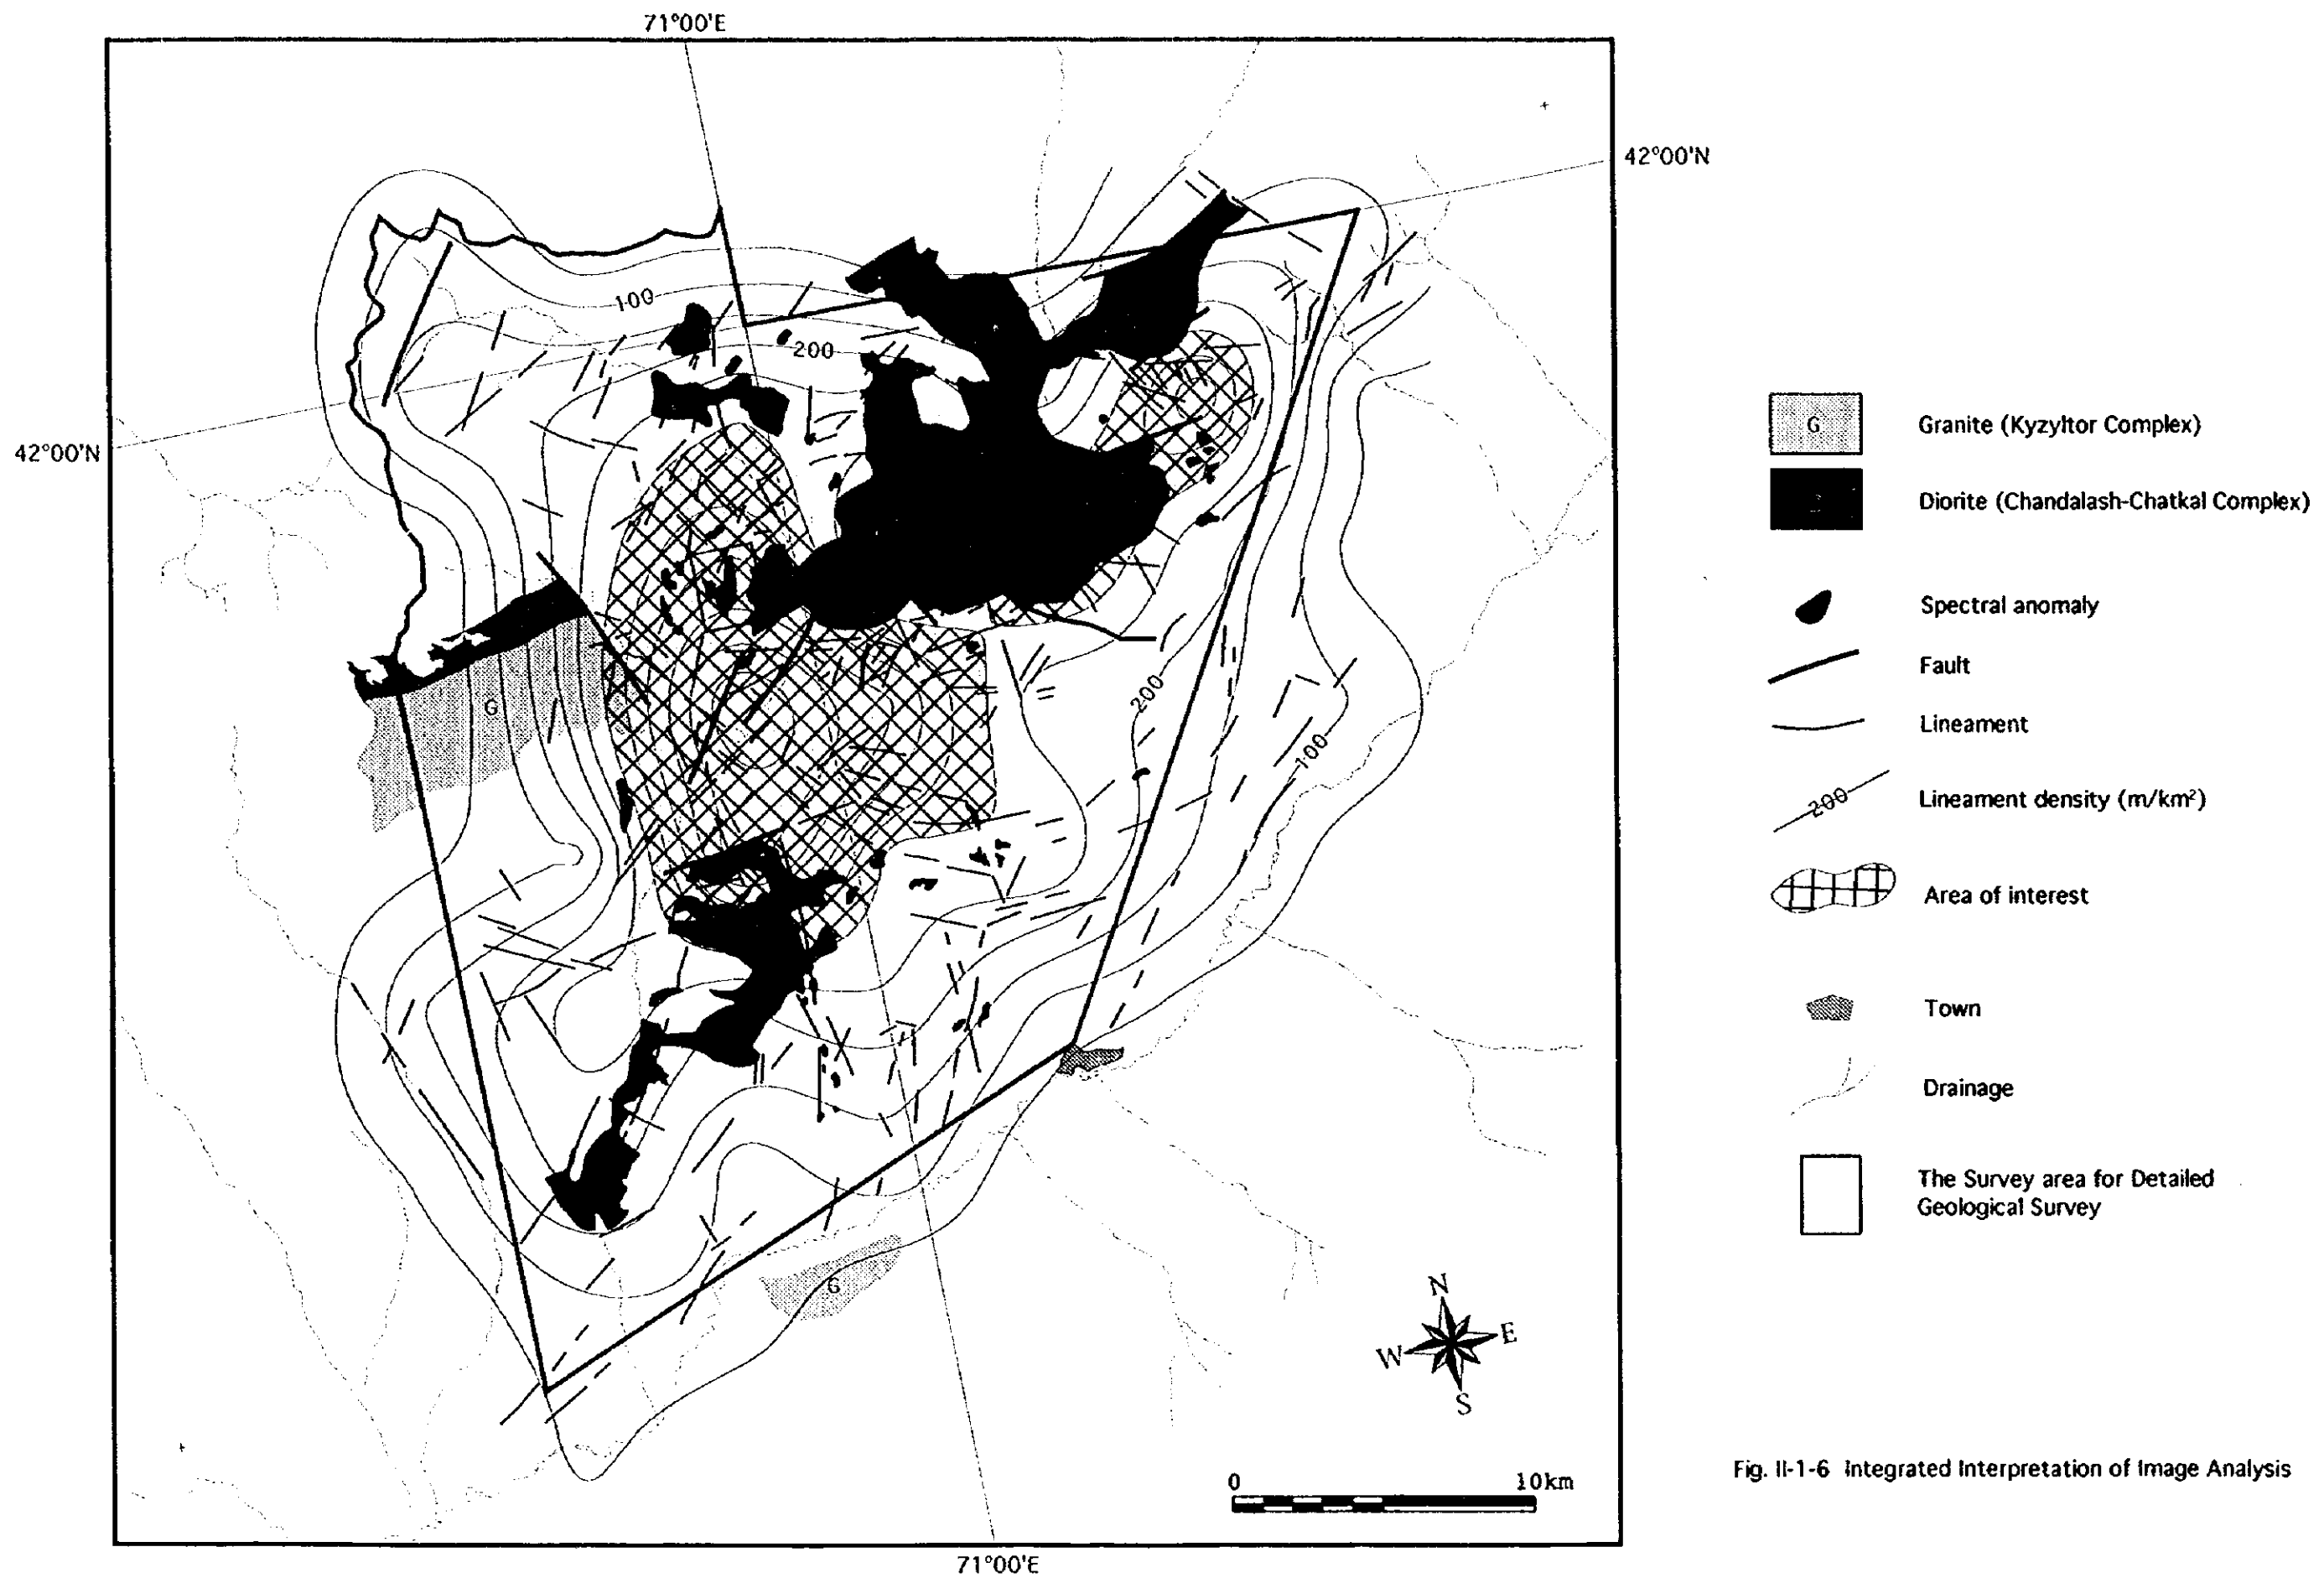 71°00'E
42°00'N
100
200
42°00'N
G
200
100
G
N
W E
S
0 10km
71°00'E
G
Granite (Kyzyltor Complex)
Diorite (Chandalash-Chatkal Complex)
Spectral anomaly
Fault
Lineament
200
Lineament density (m/km²)
Area of interest
Town
Drainage
The Survey area for Detailed
Geological Survey
Fig. II-1-6 Integrated Interpretation of Image Analysis